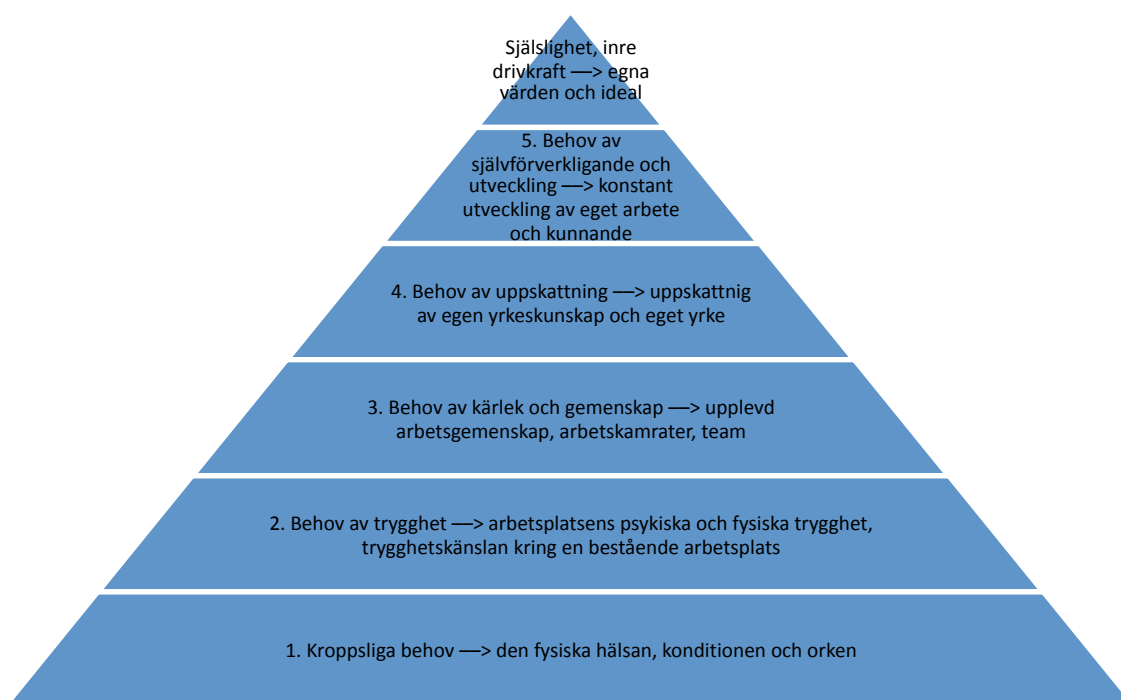 Själslighet, inre
drivkraft —> egna
värden och ideal
5. Behov av
självförverkligande och
utveckling —> konstant
utveckling av eget arbete
och kunnande
4. Behov av uppskattning —> uppskattnig
av egen yrkeskunskap och eget yrke
3. Behov av kärlek och gemenskap —> upplevd
arbetsgemenskap, arbetskamrater, team
2. Behov av trygghet —> arbetsplatsens psykiska och fysiska trygghet,
trygghetskänslan kring en bestående arbetsplats
1. Kroppsliga behov —> den fysiska hälsan, konditionen och orken